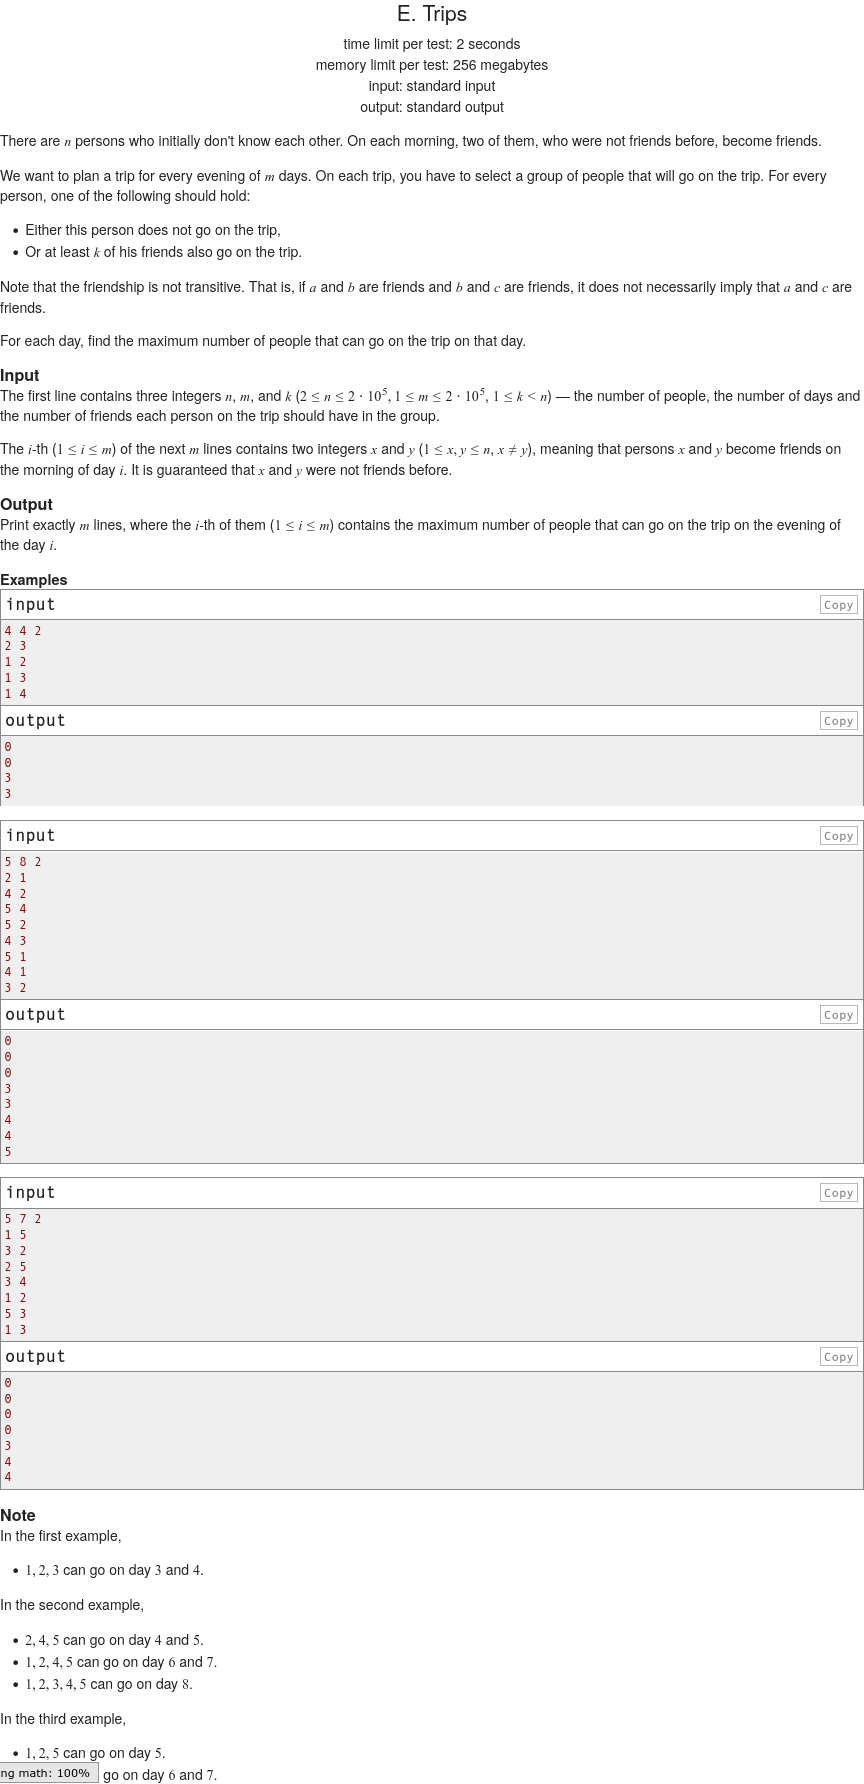 E. Trips
time limit per test: 2 seconds
memory limit per test: 256 megabytes
input: standard input
output: standard output
There are n persons who initially don't know each other. On each morning, two of them, who were not friends before, become friends.
We want to plan a trip for every evening of m days. On each trip, you have to select a group of people that will go on the trip. For every
person, one of the following should hold:
• Either this person does not go on the trip,
• Or at least k of his friends also go on the trip.
Note that the friendship is not transitive. That is, if a and b are friends and b and c are friends, it does not necessarily imply that a and c are
friends.
For each day, find the maximum number of people that can go on the trip on that day.
Input
The first line contains three integers n, m, and k (2 ≤ n ≤ 2 · 10^5, 1 ≤ m ≤ 2 · 10^5, 1 ≤ k < n) — the number of people, the number of days and
the number of friends each person on the trip should have in the group.
The i-th (1 ≤ i ≤ m) of the next m lines contains two integers x and y (1 ≤ x, y ≤ n, x ≠ y), meaning that persons x and y become friends on
the morning of day i. It is guaranteed that x and y were not friends before.
Output
Print exactly m lines, where the i-th of them (1 ≤ i ≤ m) contains the maximum number of people that can go on the trip on the evening of
the day i.
Examples
input Copy
4 4 2
2 3
1 2
1 3
1 4
output Copy
0
0
3
3
input Copy
5 8 2
2 1
4 2
5 4
5 2
4 3
5 1
4 1
3 2
output Copy
0
0
0
3
3
4
4
5
input Copy
5 7 2
1 5
3 2
2 5
3 4
1 2
5 3
1 3
output Copy
0
0
0
0
3
4
4
Note
In the first example,
• 1, 2, 3 can go on day 3 and 4.
In the second example,
• 2, 4, 5 can go on day 4 and 5.
• 1, 2, 4, 5 can go on day 6 and 7.
• 1, 2, 3, 4, 5 can go on day 8.
In the third example,
• 1, 2, 5 can go on day 5.
ng math: 100% go on day 6 and 7.